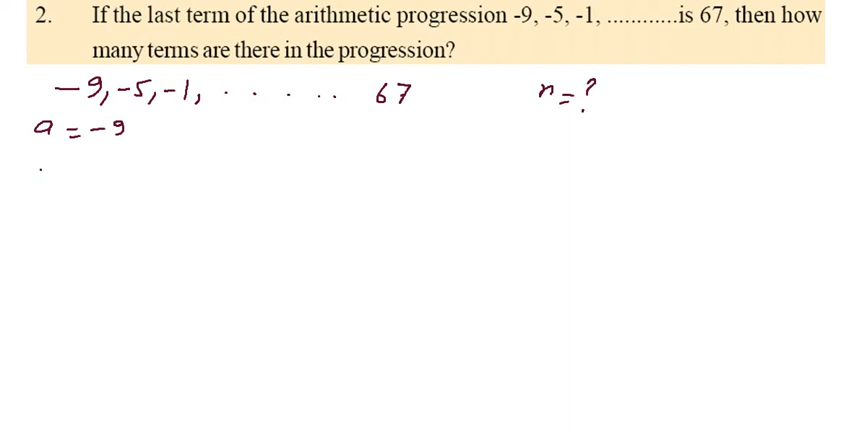 2. If the last term of the arithmetic progression -9, -5, -1, ............is 67, then how
many terms are there in the progression?
-9, -5, -1, . . . . . 67 n = ?
a = -9